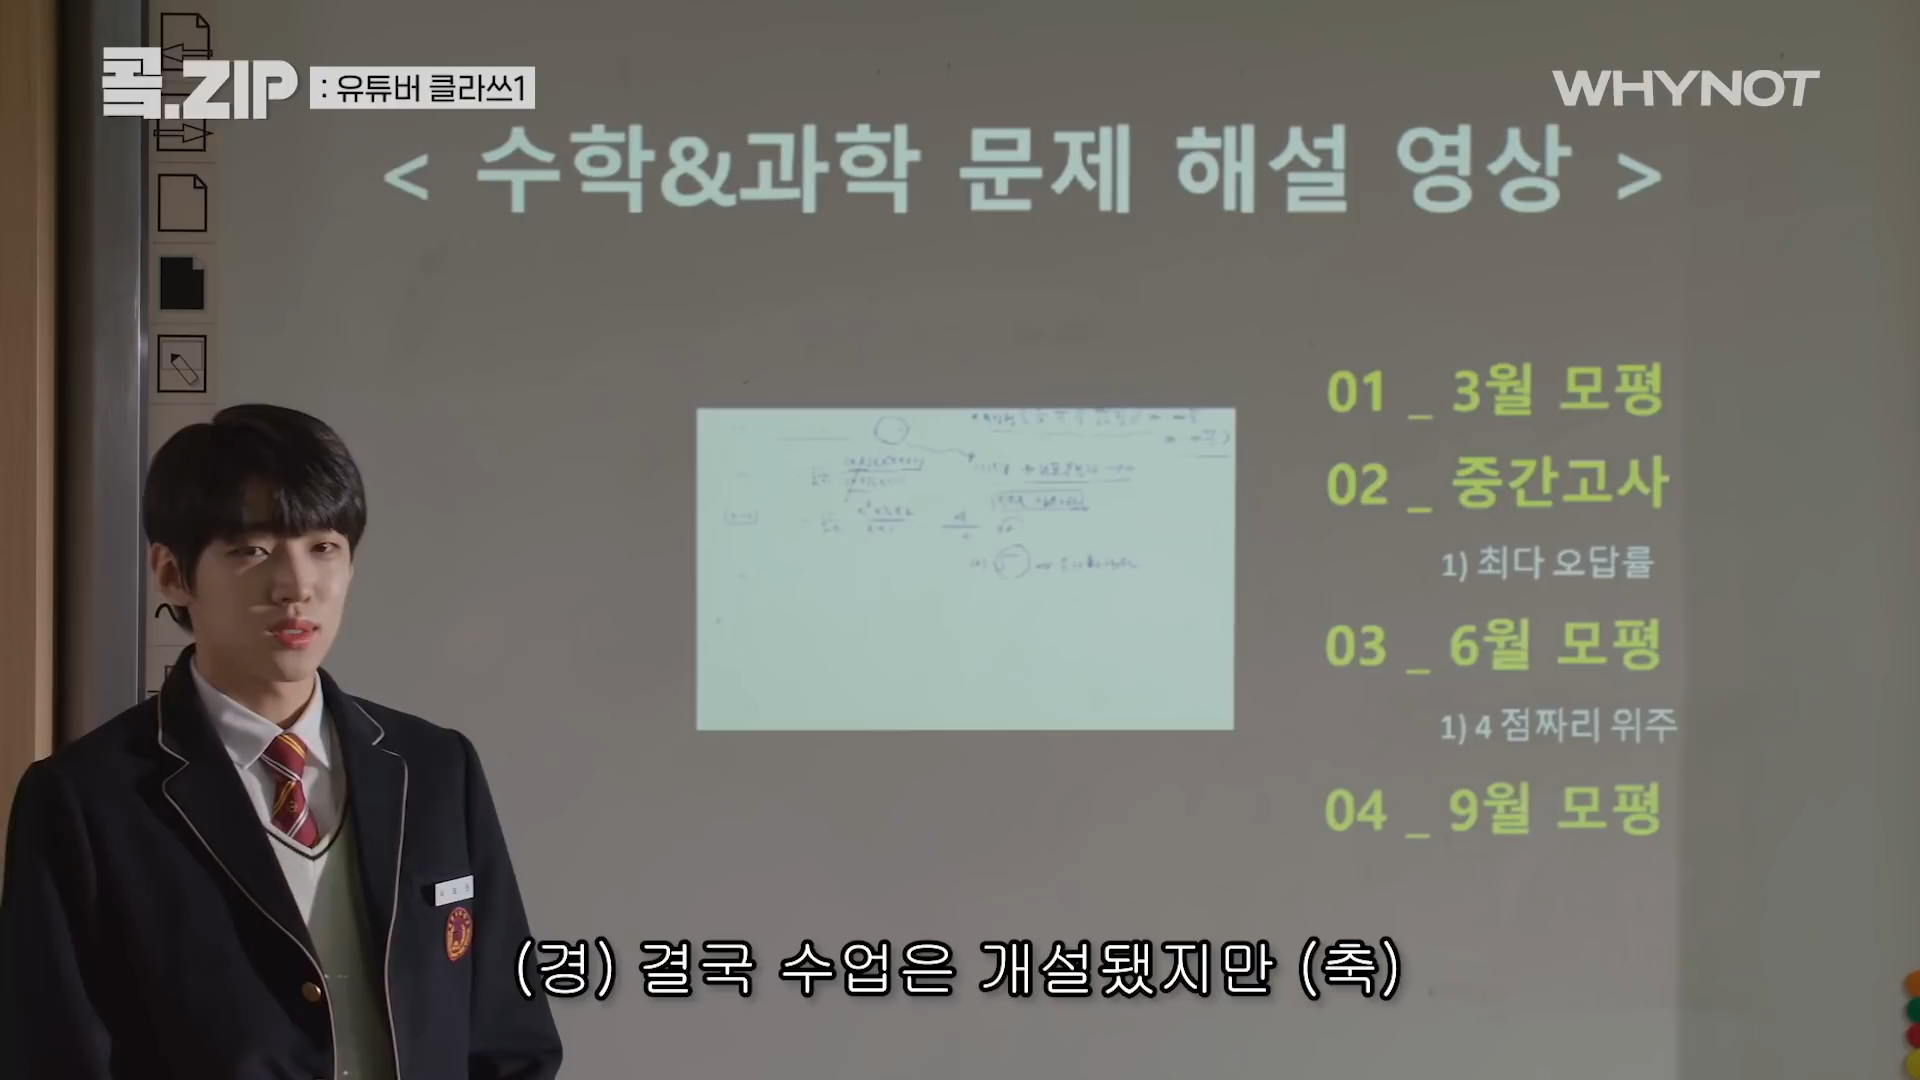 콬.ZIP : 유튜버 클라쓰1
WHYNOT
< 수학&과학 문제 해설 영상 >
01 _ 3월 모평
02 _ 중간고사
1) 최다 오답률
03 _ 6월 모평
1) 4 점짜리 위주
04 _ 9월 모평
(경) 결국 수업은 개설됐지만 (축)